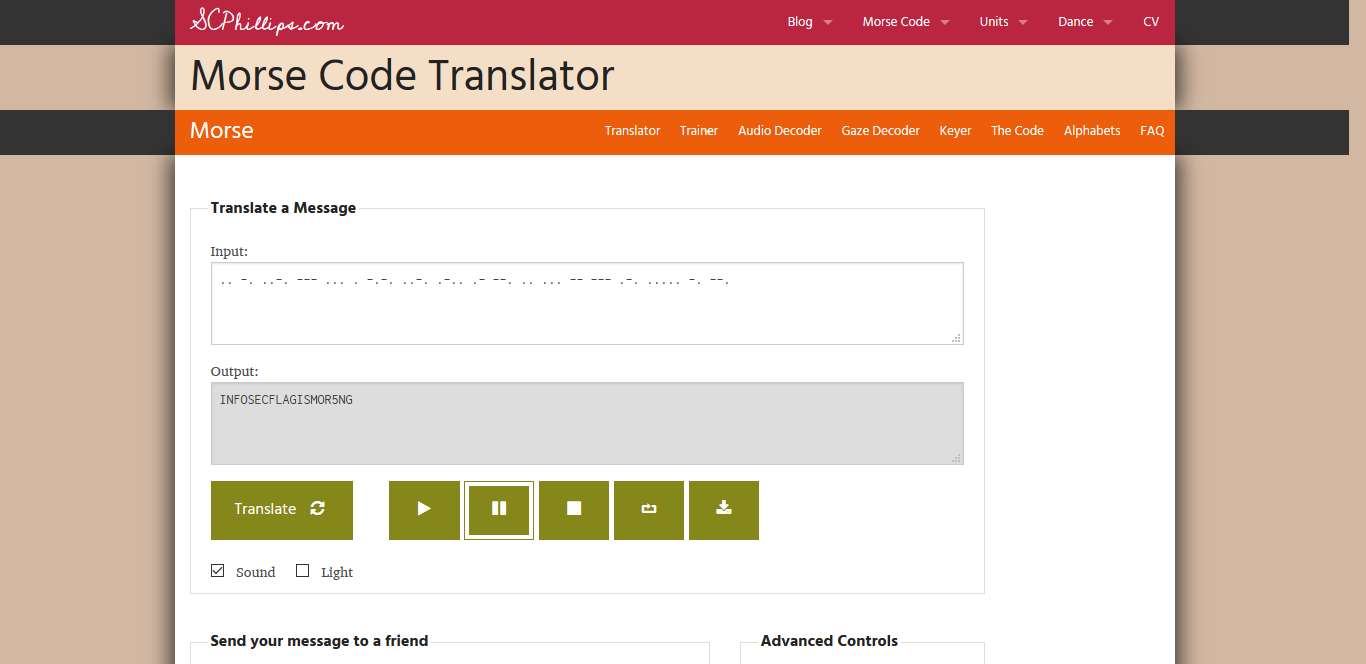 SCPhillips.com
Blog Morse Code Units Dance CV
Morse Code Translator
Morse Translator Trainer Audio Decoder Gaze Decoder Keyer The Code Alphabets FAQ
Translate a Message
Input:
.. -. ..-. --- ... . -.-. ..-. .-.. .- --. .. ... -- --- .-. ..... -. --.
Output:
INFOSECFLAGISMOR5NG
Translate
Sound Light
Send your message to a friend Advanced Controls